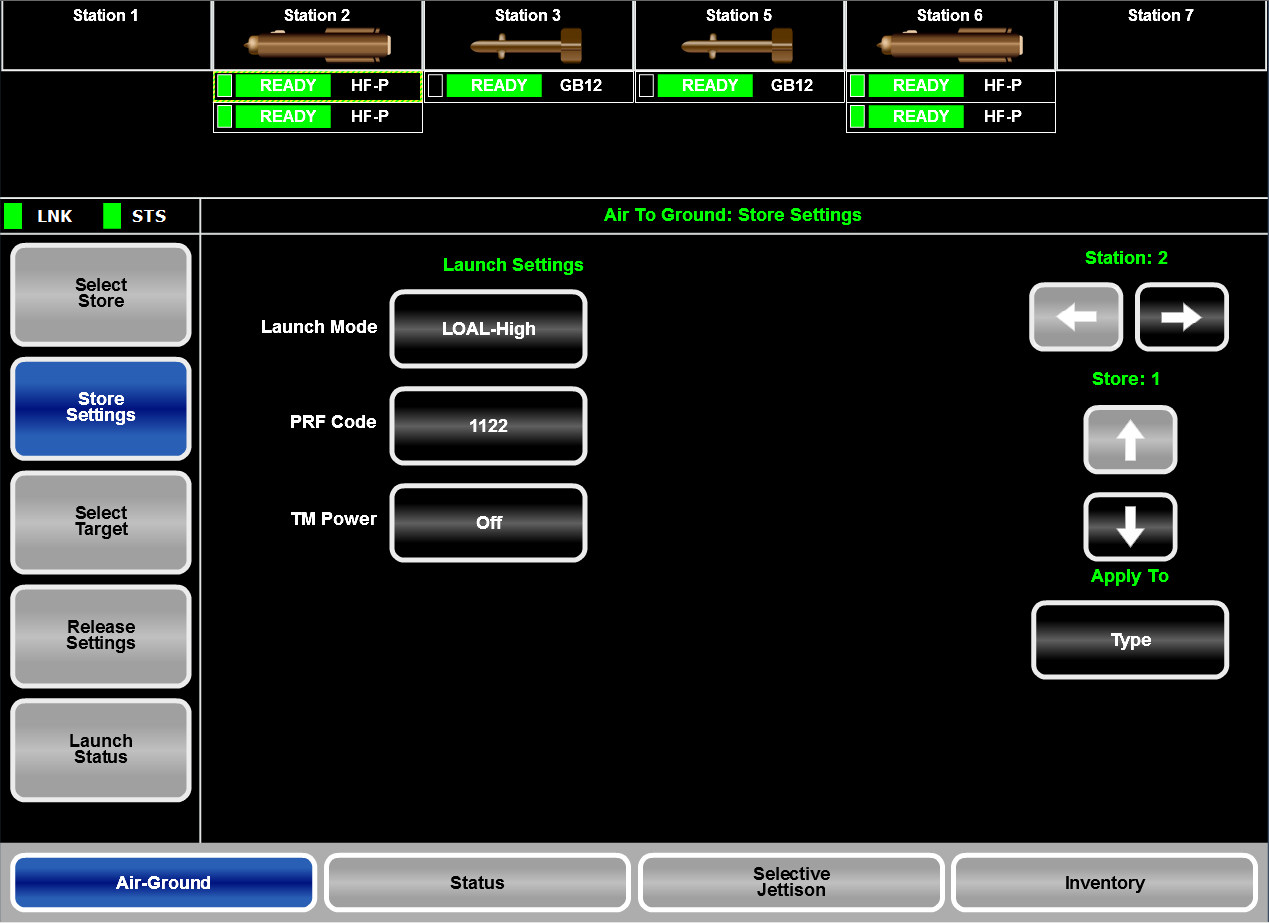 Station 1
Station 2
Station 3
Station 5
Station 6
Station 7
READY HF-P
READY GB12
READY GB12
READY HF-P
READY HF-P
READY HF-P
LNK STS
Air To Ground: Store Settings
Select
Store
Store
Settings
Select
Target
Release
Settings
Launch
Status
Launch Settings
Launch Mode LOAL-High
PRF Code 1122
TM Power Off
Station: 2
Store: 1
Apply To
Type
Air-Ground
Status
Selective
Jettison
Inventory